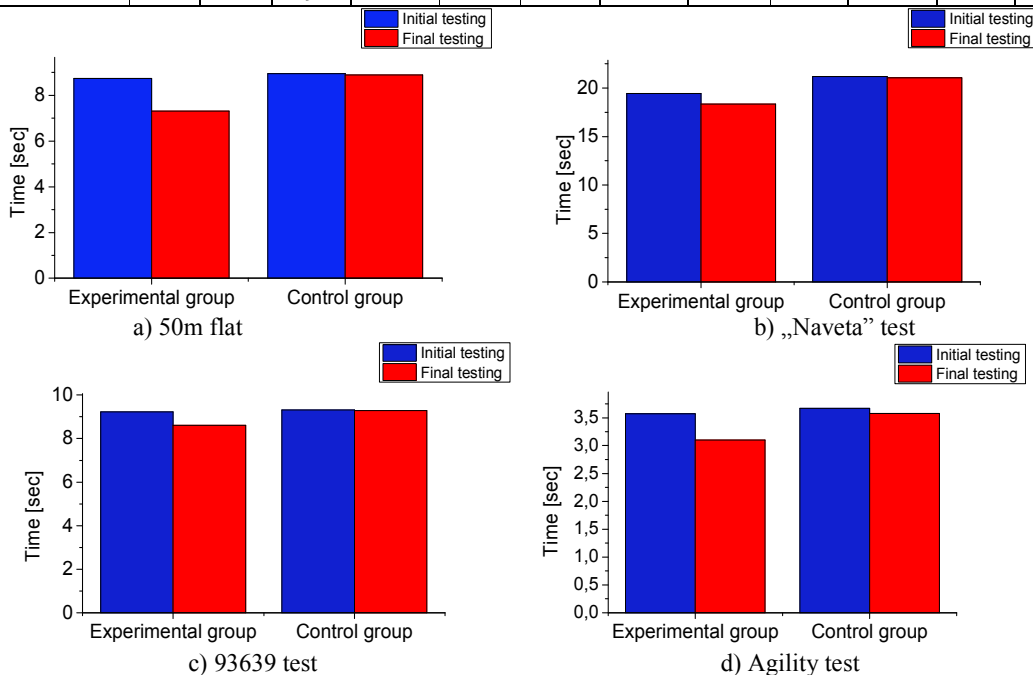 Initial testing
Final testing
Time [sec]
8
6
4
2
0
Experimental group
Control group
a) 50m flat
Initial testing
Final testing
Time [sec]
20
15
10
5
0
Experimental group
Control group
b) „Naveta” test
Initial testing
Final testing
Time [sec]
10
8
6
4
2
0
Experimental group
Control group
c) 93639 test
Initial testing
Final testing
Time [sec]
3,5
3,0
2,5
2,0
1,5
1,0
0,5
0,0
Experimental group
Control group
d) Agility test